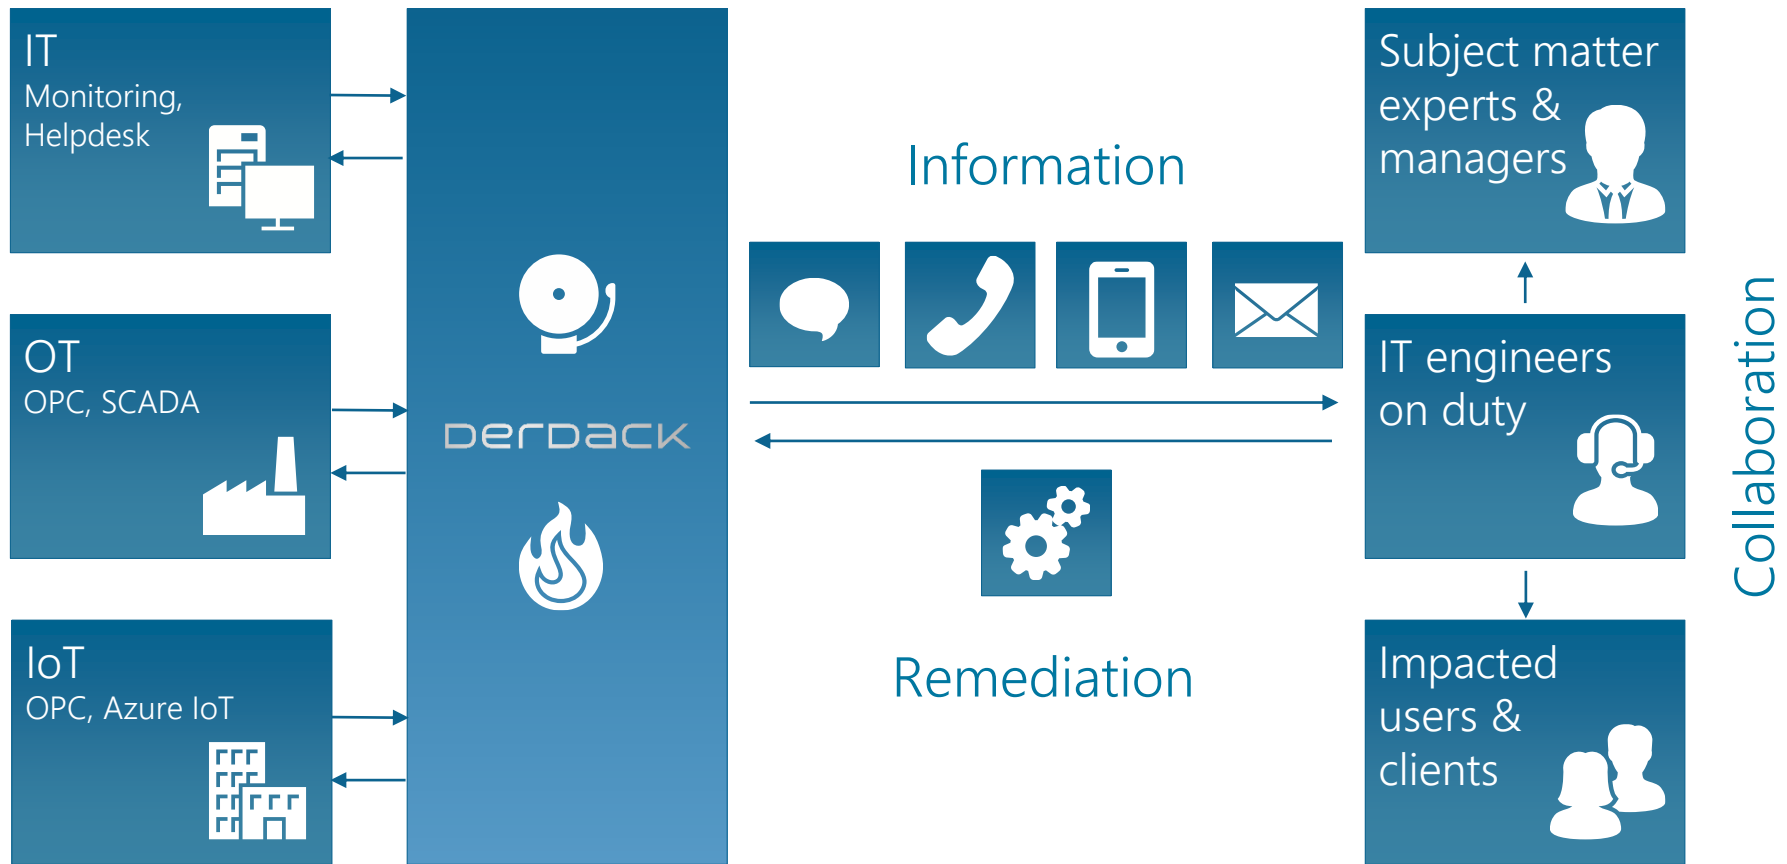 IT
Monitoring,
Helpdesk
OT
OPC, SCADA
IoT
OPC, Azure IoT
DERDACK
Information
Remediation
Subject matter
experts &
managers
IT engineers
on duty
Impacted
users &
clients
Collaboration